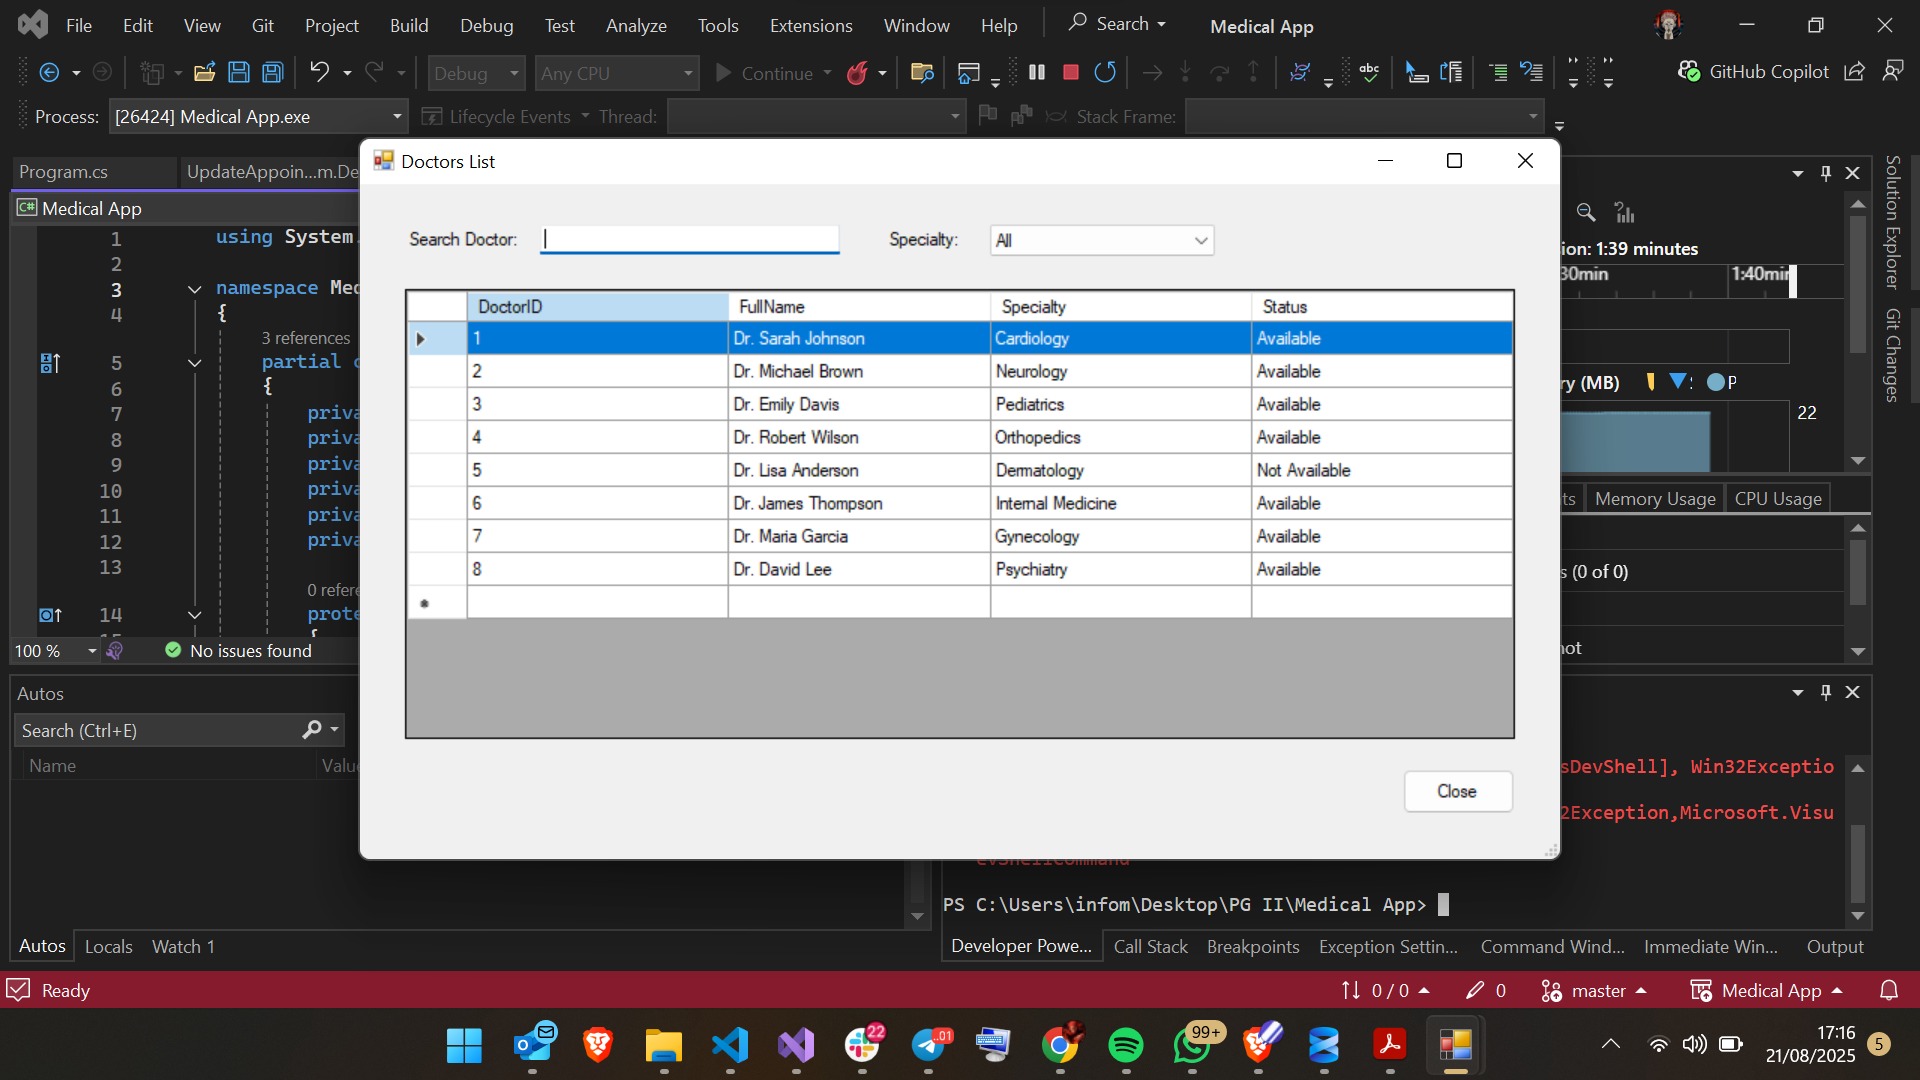 File Edit View Git Project Build Debug Test Analyze Tools Extensions Window Help Search Medical App
Debug Any CPU Continue abc GitHub Copilot
Process: [26424] Medical App.exe Lifecycle Events Thread: Stack Frame:
Program.cs UpdateAppoin...m.De
Medical App
1 using System.
2
3 namespace Med
4 {
3 references
5 partial c
6 {
7 priva
8 priva
9 priva
10 priva
11 priva
12 priva
13
0 refere
14 prote
100 % No issues found
Doctors List
Search Doctor: Specialty: All
DoctorID FullName Specialty Status
1 Dr. Sarah Johnson Cardiology Available
2 Dr. Michael Brown Neurology Available
3 Dr. Emily Davis Pediatrics Available
4 Dr. Robert Wilson Orthopedics Available
5 Dr. Lisa Anderson Dermatology Not Available
6 Dr. James Thompson Internal Medicine Available
7 Dr. Maria Garcia Gynecology Available
8 Dr. David Lee Psychiatry Available
Close
ion: 1:39 minutes
30min 1:40min
ry (MB) P
22
ts Memory Usage CPU Usage
s (0 of 0)
Solution Explorer
Git Changes
Autos
Search (Ctrl+E)
Name Value
Autos Locals Watch 1
sDevShell], Win32Exceptio
2Exception,Microsoft.Visu
evShellCommand
PS C:\Users\infom\Desktop\PG II\Medical App>
Developer Powe... Call Stack Breakpoints Exception Settin... Command Wind... Immediate Win... Output
Ready 0 / 0 0 master Medical App
22 99+ 17:16
21/08/2025 5